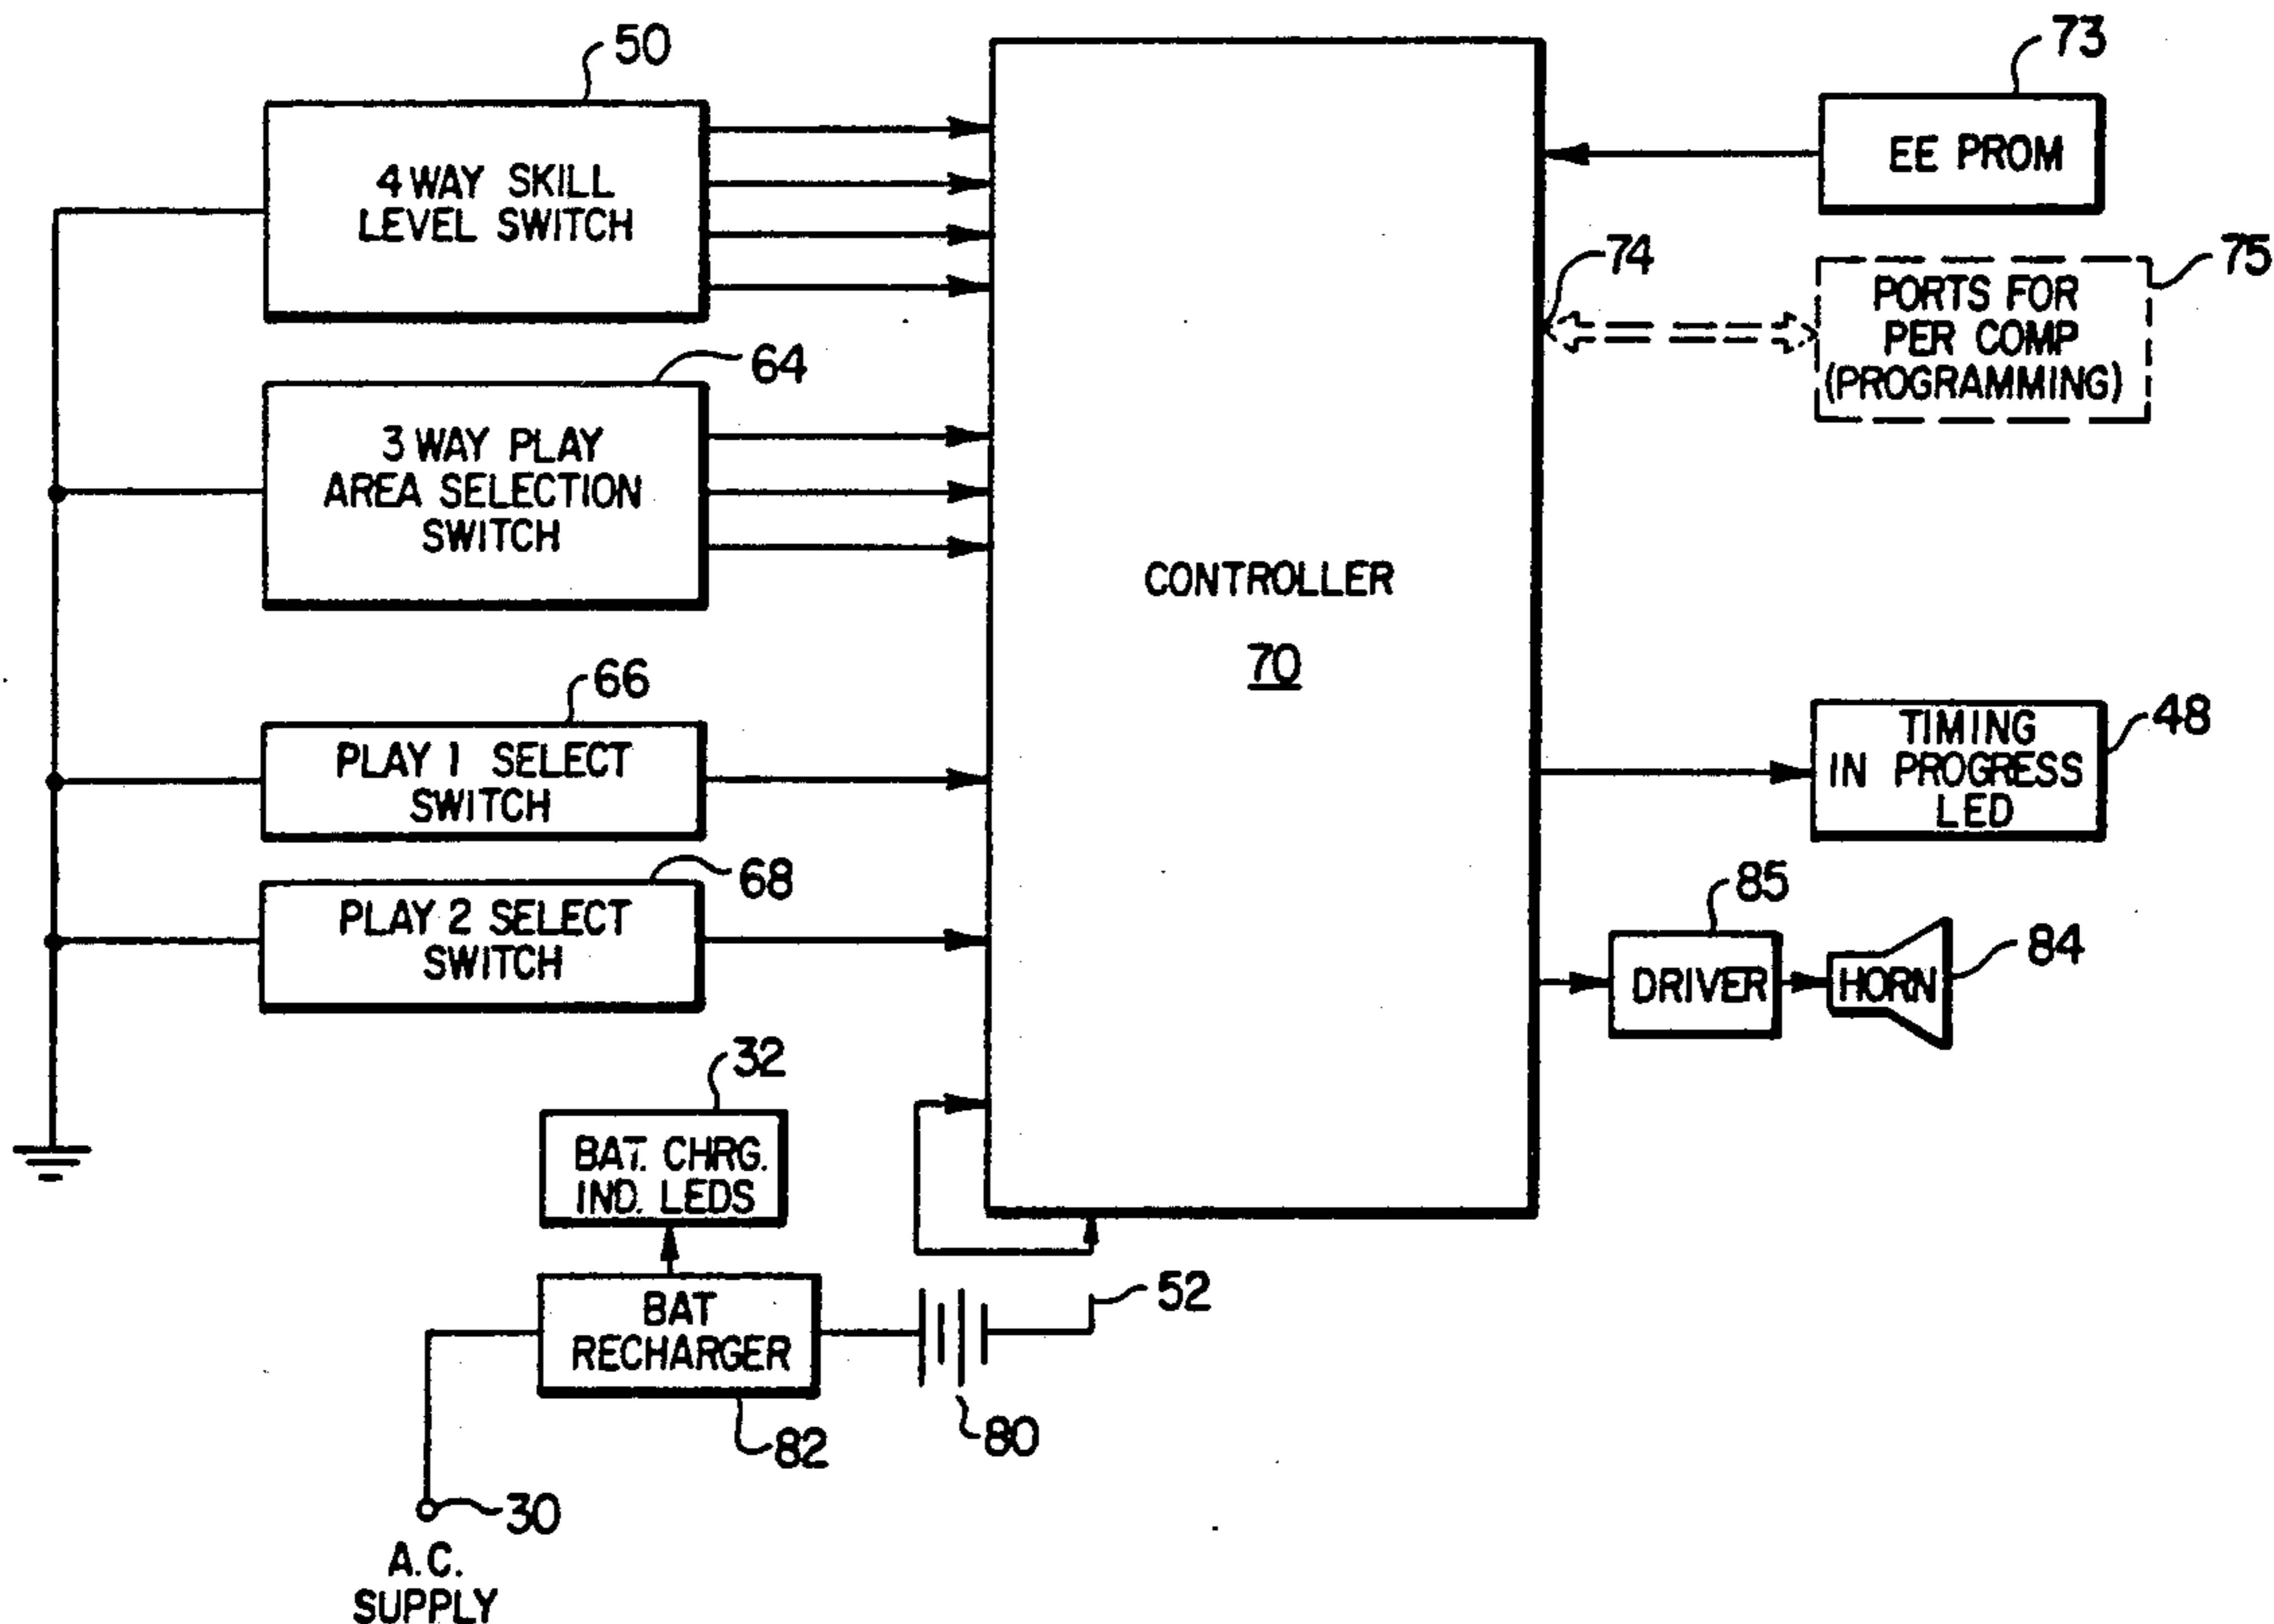 50
4 WAY SKILL
LEVEL SWITCH
64
3 WAY PLAY
AREA SELECTION
SWITCH
66
PLAY 1 SELECT
SWITCH
68
PLAY 2 SELECT
SWITCH
32
BAT. CHRG.
IND. LEDS
BAT
RECHARGER
82
80
52
30
A.C.
SUPPLY
CONTROLLER
70
73
EE PROM
74
75
PORTS FOR
PER COMP
(PROGRAMMING)
48
TIMING
IN PROGRESS
LED
85
DRIVER
84
HORN